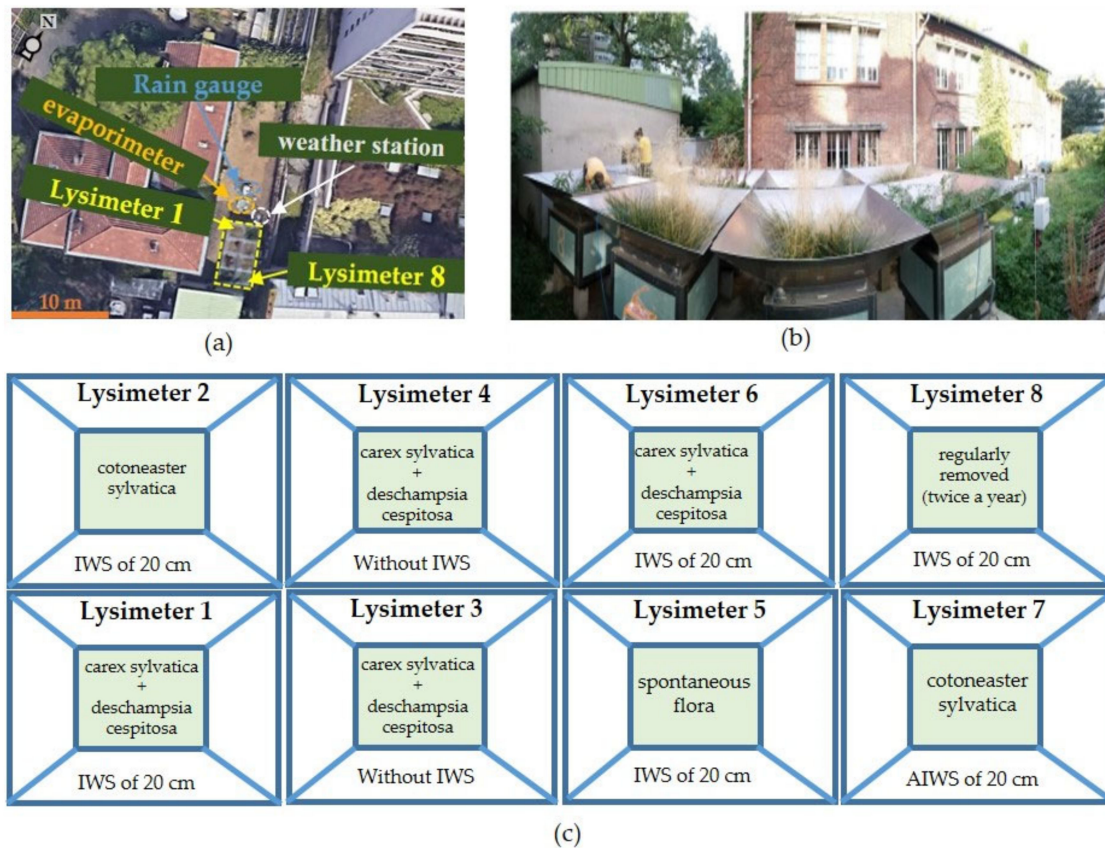 N
Rain gauge
evaporimeter
weather station
Lysimeter 1
Lysimeter 8
10 m
(a)
(b)
Lysimeter 2
cotoneaster
sylvatica
IWS of 20 cm
Lysimeter 4
carex sylvatica
+
deschampsia
cespitosa
Without IWS
Lysimeter 6
carex sylvatica
+
deschampsia
cespitosa
IWS of 20 cm
Lysimeter 8
regularly
removed
(twice a year)
IWS of 20 cm
Lysimeter 1
carex sylvatica
+
deschampsia
cespitosa
IWS of 20 cm
Lysimeter 3
carex sylvatica
+
deschampsia
cespitosa
Without IWS
Lysimeter 5
spontaneous
flora
IWS of 20 cm
Lysimeter 7
cotoneaster
sylvatica
AIWS of 20 cm
(c)